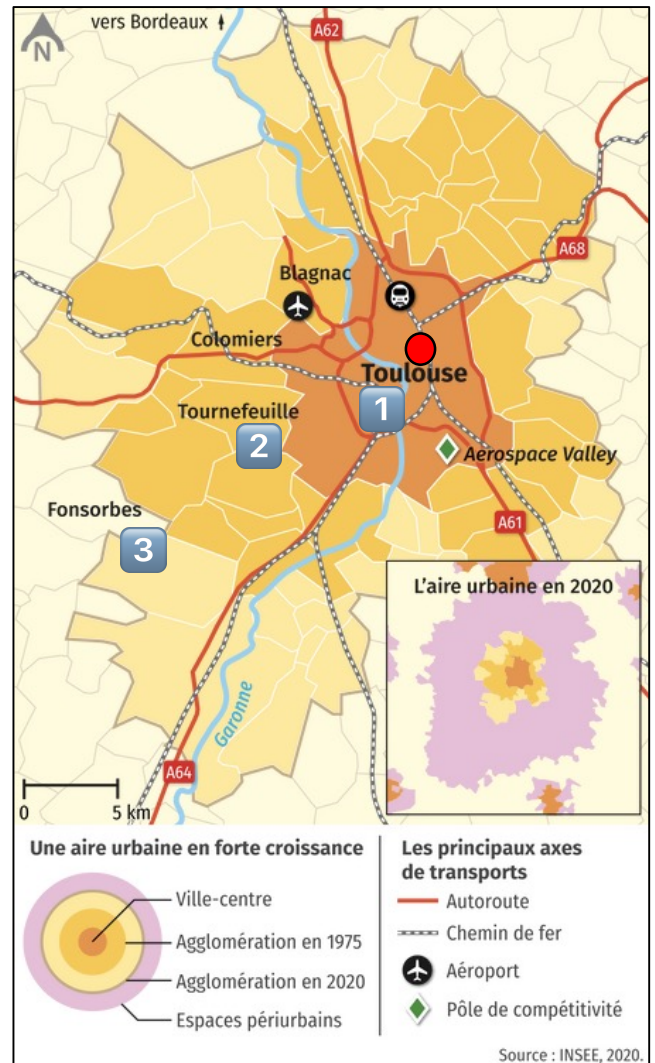 vers Bordeaux
N
A62
A68
Blagnac
Colomiers
Toulouse
1
Tournefeuille
2
Aerospace Valley
Fonsorbes
3
A61
L'aire urbaine en 2020
Garonne
A64
0 5 km
Une aire urbaine en forte croissance
Ville-centre
Agglomération en 1975
Agglomération en 2020
Espaces périurbains
Les principaux axes
de transports
Autoroute
Chemin de fer
Aéroport
Pôle de compétitivité
Source : INSEE, 2020.